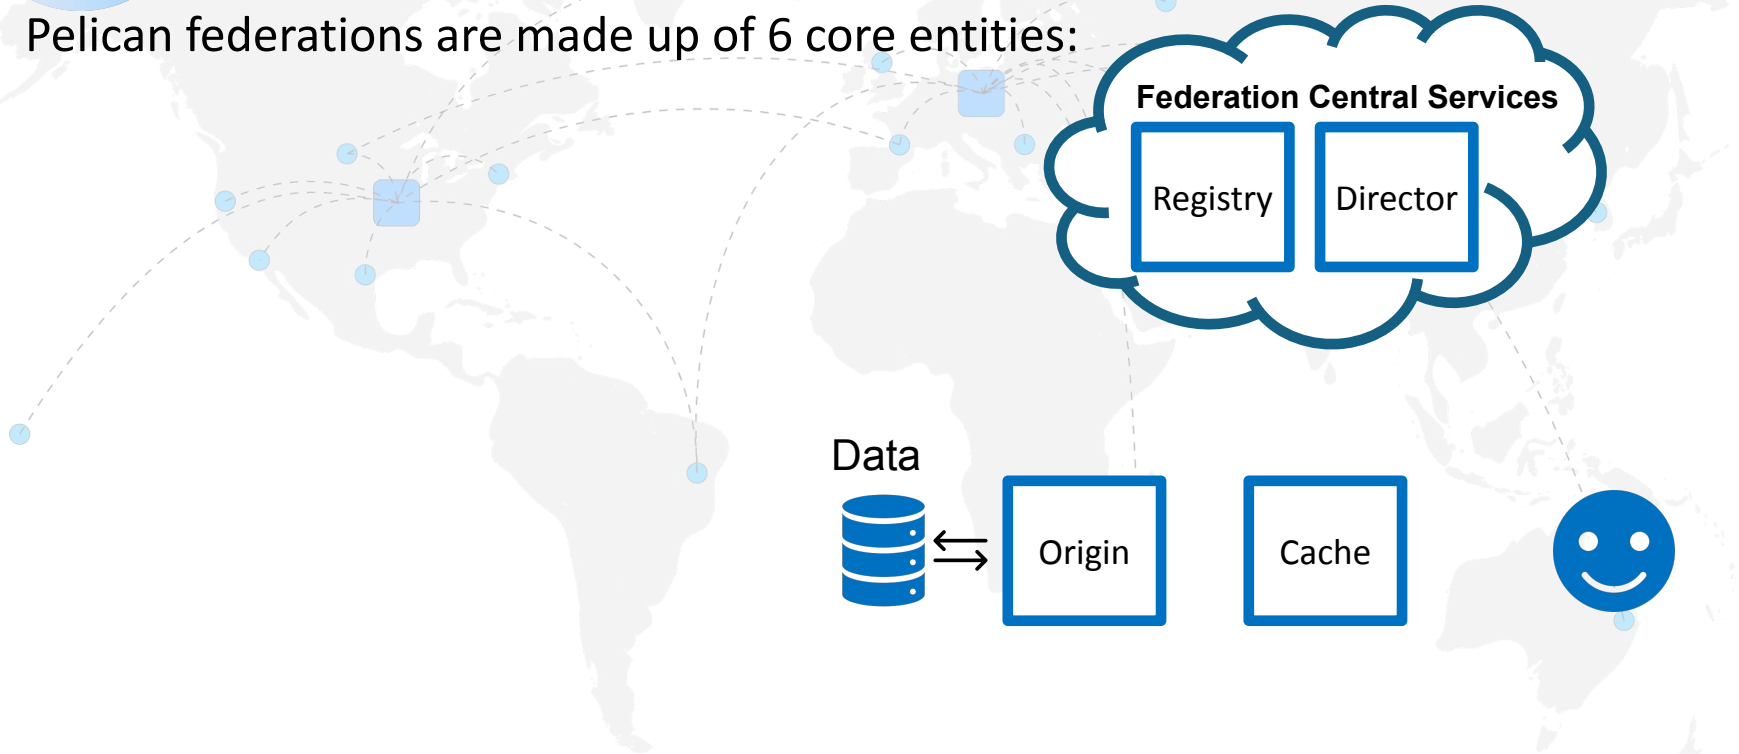 Pelican federations are made up of 6 core entities:
Federation Central Services
Registry
Director
Data
Origin
Cache